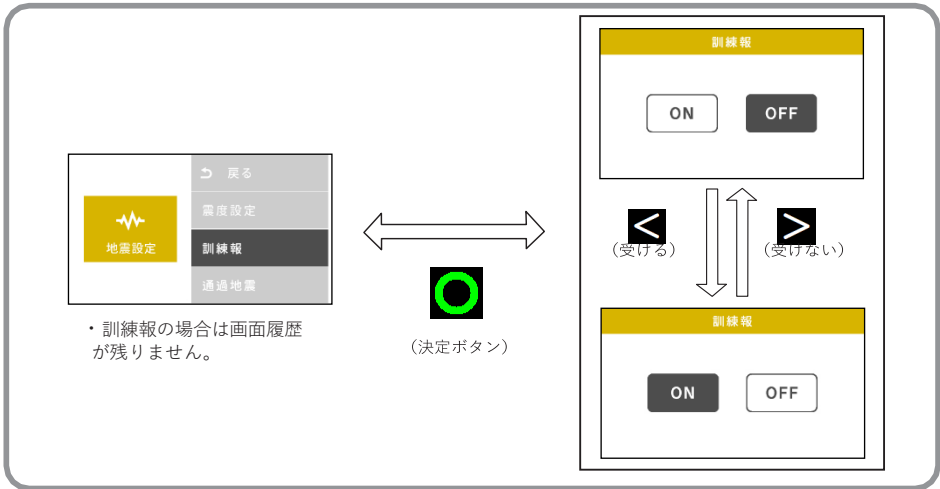 戻る
震度設定
地震設定
訓練報
通過地震
・訓練報の場合は画面履歴
が残りません。
(決定ボタン)
訓練報
ON OFF
< >
(受ける) (受けない)
訓練報
ON OFF